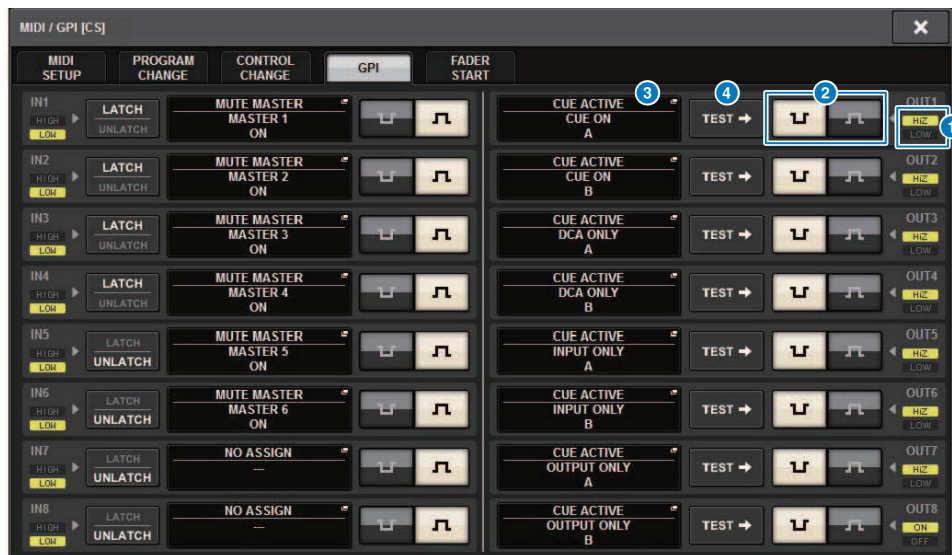 MIDI / GPI [CS]
MIDI SETUP
PROGRAM CHANGE
CONTROL CHANGE
GPI
FADER START
IN1
HIGH
LOW
LATCH
UNLATCH
MUTE MASTER
MASTER 1
ON
CUE ACTIVE
CUE ON
A
3
4
TEST
2
OUT1
HiZ
LOW
1
IN2
HIGH
LOW
LATCH
UNLATCH
MUTE MASTER
MASTER 2
ON
CUE ACTIVE
CUE ON
B
TEST
OUT2
HiZ
LOW
IN3
HIGH
LOW
LATCH
UNLATCH
MUTE MASTER
MASTER 3
ON
CUE ACTIVE
DCA ONLY
A
TEST
OUT3
HiZ
LOW
IN4
HIGH
LOW
LATCH
UNLATCH
MUTE MASTER
MASTER 4
ON
CUE ACTIVE
DCA ONLY
B
TEST
OUT4
HiZ
LOW
IN5
HIGH
LOW
LATCH
UNLATCH
MUTE MASTER
MASTER 5
ON
CUE ACTIVE
INPUT ONLY
A
TEST
OUT5
HiZ
LOW
IN6
HIGH
LOW
LATCH
UNLATCH
MUTE MASTER
MASTER 6
ON
CUE ACTIVE
INPUT ONLY
B
TEST
OUT6
HiZ
LOW
IN7
HIGH
LOW
LATCH
UNLATCH
NO ASSIGN
---
CUE ACTIVE
OUTPUT ONLY
A
TEST
OUT7
HiZ
LOW
IN8
HIGH
LOW
LATCH
UNLATCH
NO ASSIGN
---
CUE ACTIVE
OUTPUT ONLY
B
TEST
OUT8
ON
OFF